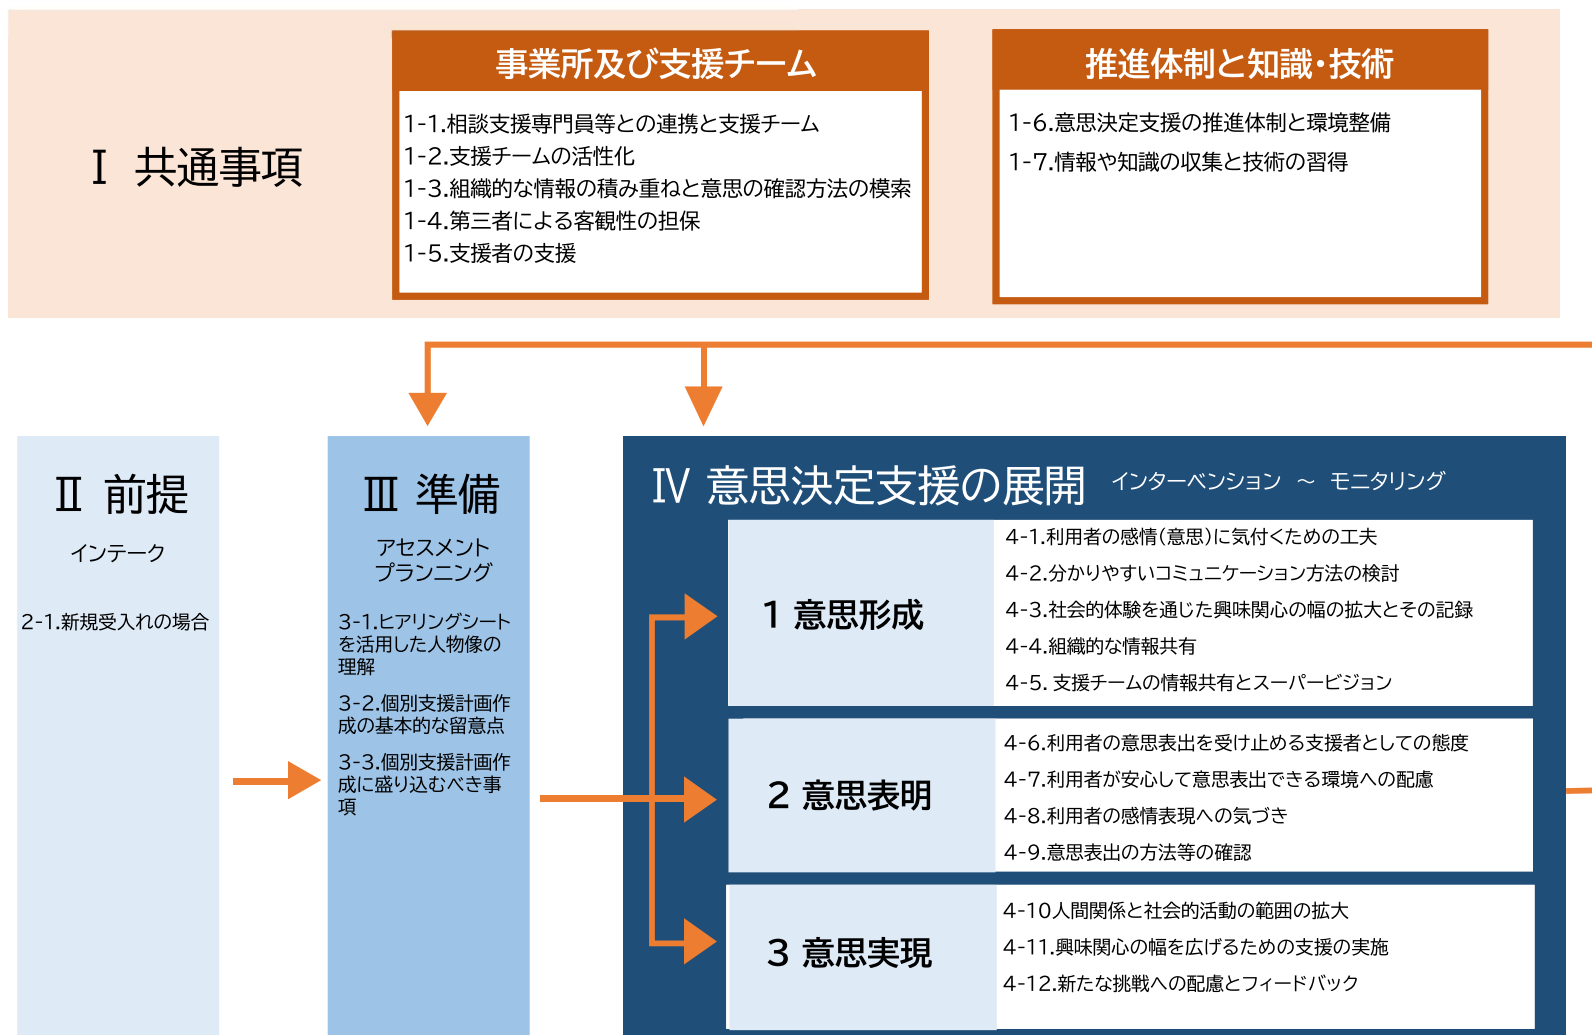 Ⅰ 共通事項
事業所及び支援チーム
1-1.相談支援専門員等との連携と支援チーム
1-2.支援チームの活性化
1-3.組織的な情報の積み重ねと意思の確認方法の模索
1-4.第三者による客観性の担保
1-5.支援者の支援
推進体制と知識・技術
1-6.意思決定支援の推進体制と環境整備
1-7.情報や知識の収集と技術の習得
Ⅱ 前提
インテーク
2-1.新規受入れの場合
Ⅲ 準備
アセスメント
プランニング
3-1.ヒアリングシート
を活用した人物像の
理解
3-2.個別支援計画作
成の基本的な留意点
3-3.個別支援計画作
成に盛り込むべき事
項
Ⅳ 意思決定支援の展開 インターベンション ～ モニタリング
1 意思形成
4-1.利用者の感情(意思)に気付くための工夫
4-2.分かりやすいコミュニケーション方法の検討
4-3.社会的体験を通じた興味関心の幅の拡大とその記録
4-4.組織的な情報共有
4-5. 支援チームの情報共有とスーパービジョン
2 意思表明
4-6.利用者の意思表出を受け止める支援者としての態度
4-7.利用者が安心して意思表出できる環境への配慮
4-8.利用者の感情表現への気づき
4-9.意思表出の方法等の確認
3 意思実現
4-10人間関係と社会的活動の範囲の拡大
4-11.興味関心の幅を広げるための支援の実施
4-12.新たな挑戦への配慮とフィードバック